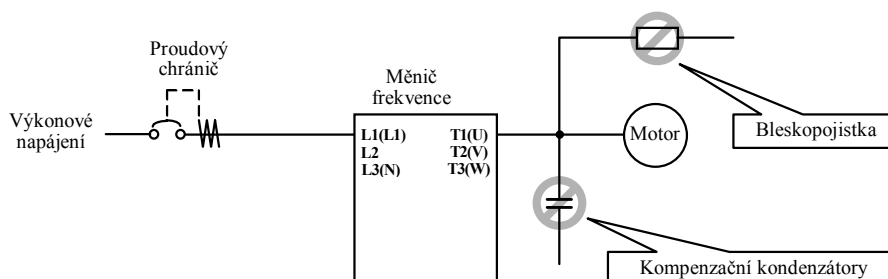 Proudový
chránič
Výkonové
napájení
Měnič
frekvence
L1(L1)
L2
L3(N)
T1(U)
T2(V)
T3(W)
Motor
Bleskopojistka
Kompenzační kondenzátory